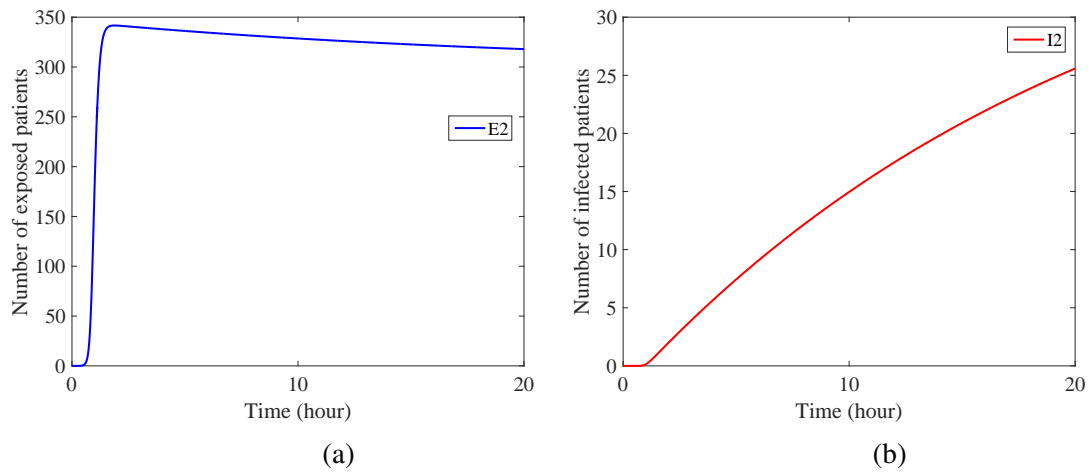 350
300
250
200
150
100
50
0
0
10
20
Number of exposed patients
Time (hour)
E2
(a)
30
25
20
15
10
5
0
0
10
20
Number of infected patients
Time (hour)
I2
(b)